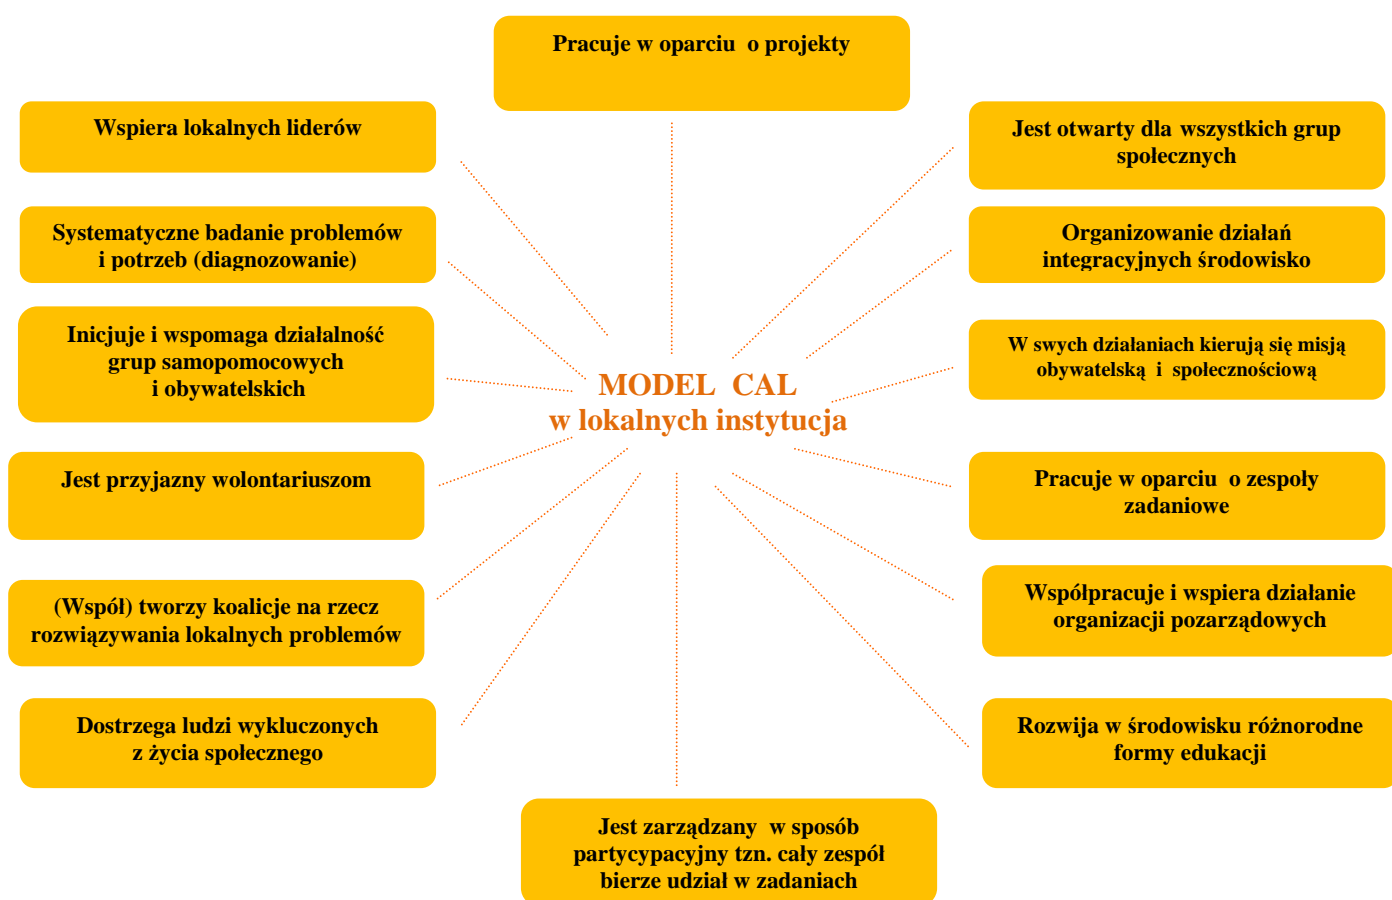 Pracuje w oparciu o projekty
Wspiera lokalnych liderów
Jest otwarty dla wszystkich grup
społecznych
Systematyczne badanie problemów
i potrzeb (diagnozowanie)
Organizowanie działań
integracyjnych środowisko
Inicjuje i wspomaga działalność
grup samopomocowych
i obywatelskich
W swych działaniach kierują się misją
obywatelską i społecznościową
MODEL CAL
w lokalnych instytucja
Jest przyjazny wolontariuszom
Pracuje w oparciu o zespoły
zadaniowe
(Współ) tworzy koalicje na rzecz
rozwiązywania lokalnych problemów
Współpracuje i wspiera działanie
organizacji pozarządowych
Dostrzega ludzi wykluczonych
z życia społecznego
Rozwija w środowisku różnorodne
formy edukacji
Jest zarządzany w sposób
partycypacyjny tzn. cały zespół
bierze udział w zadaniach